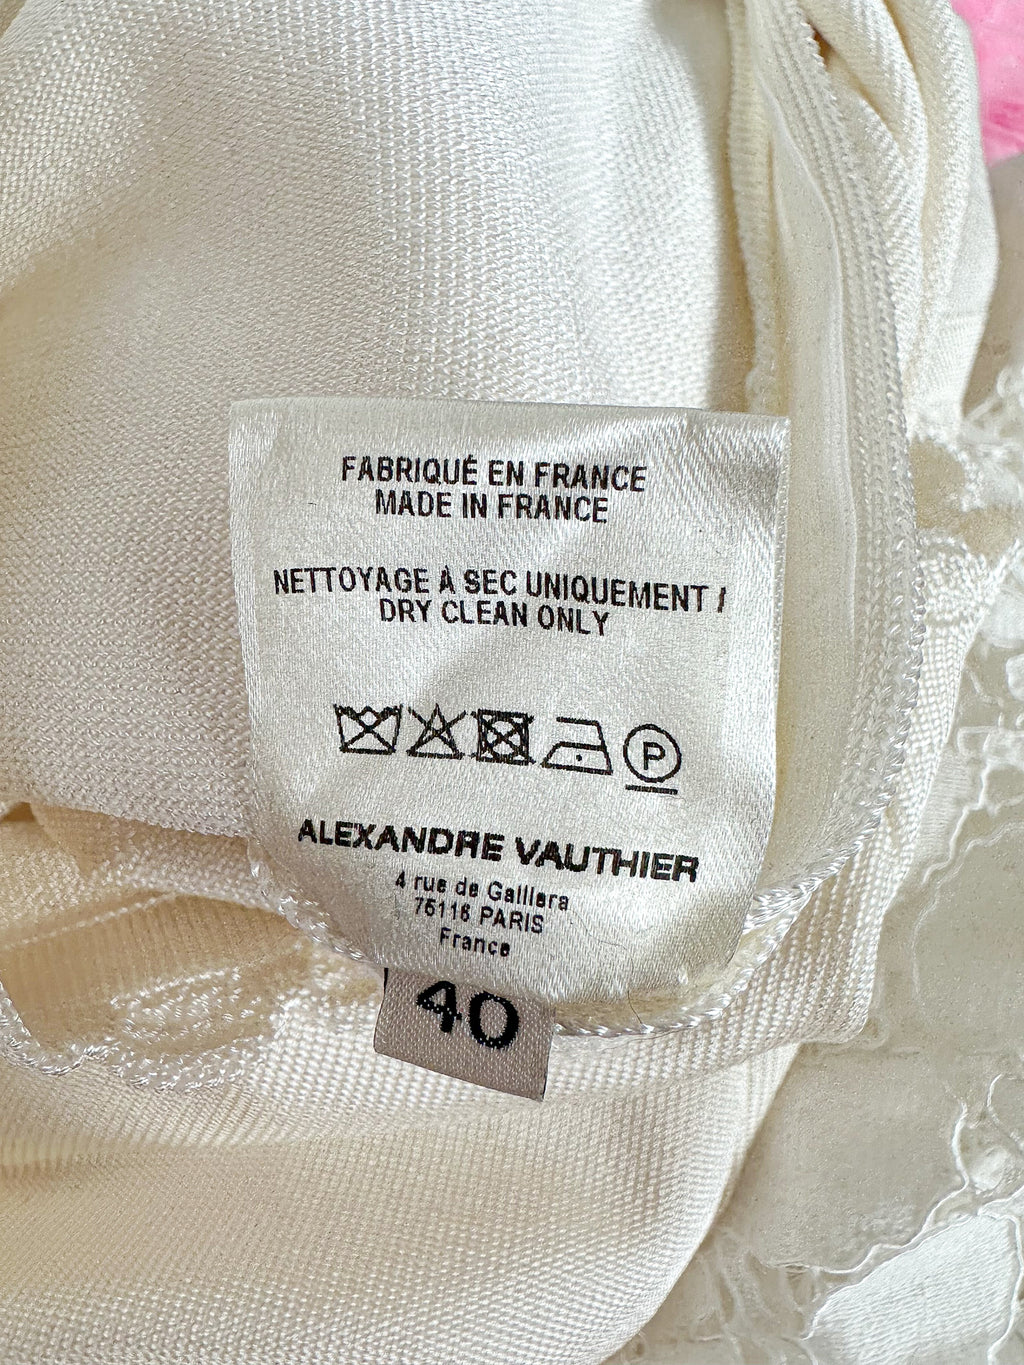 FABRIQUÉ EN FRANCE
MADE IN FRANCE
NETTOYAGE À SEC UNIQUEMENT /
DRY CLEAN ONLY
P
ALEXANDRE VAUTHIER
4 rue de Galliera
75116 PARIS
France
40